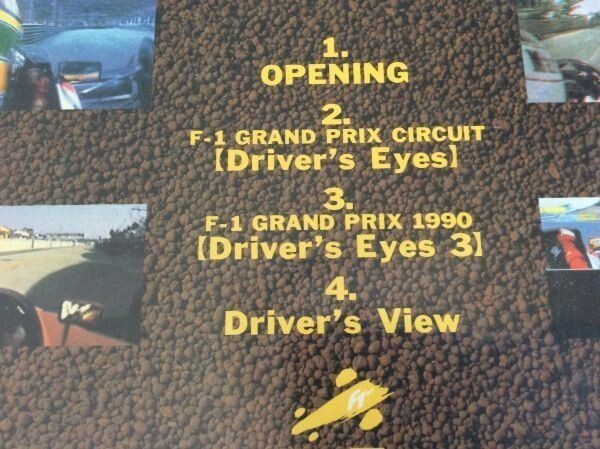 1.
OPENING
2.
F-1 GRAND PRIX CIRCUIT
【Driver's Eyes】
3.
F-1 GRAND PRIX 1990
【Driver's Eyes 3】
4.
Driver's View